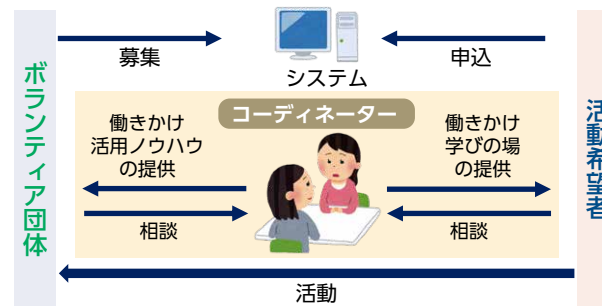 募集
申込
システム
ボランティア団体
コーディネーター
働きかけ
活用ノウハウ
の提供
働きかけ
学びの場
の提供
活動希望者
相談
相談
活動